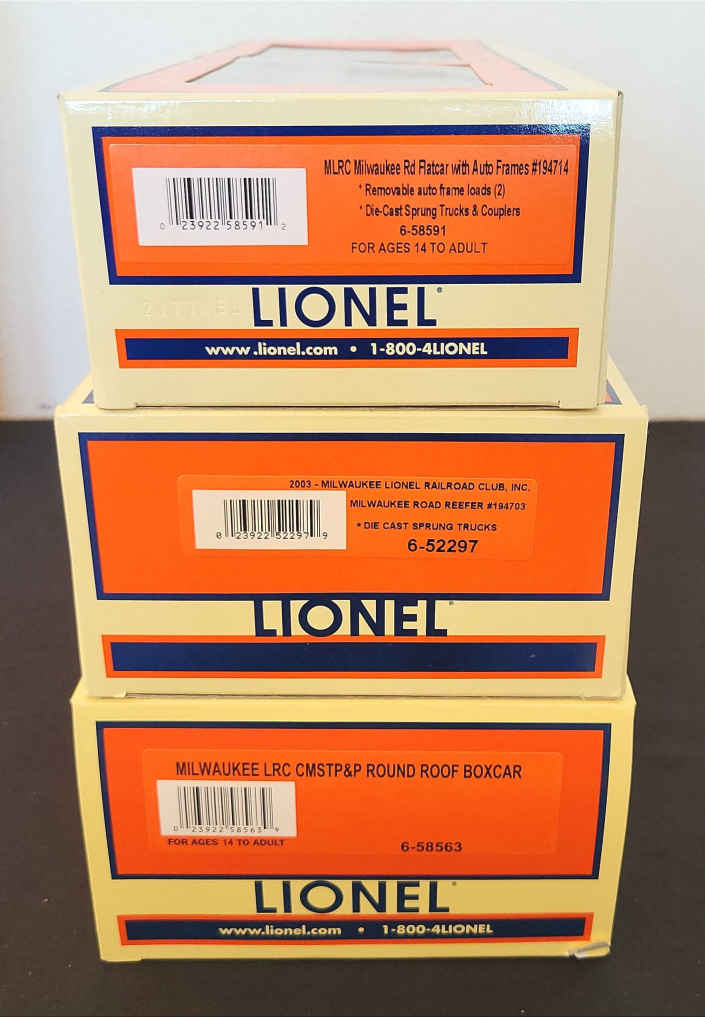 MLRC Milwaukee Rd Flatcar with Auto Frames #194714
* Removable auto frame loads (2)
* Die-Cast Sprung Trucks & Couplers
6-58591
FOR AGES 14 TO ADULT
0 23922 58591 2
LIONEL®
www.lionel.com • 1-800-4LIONEL
2003 - MILWAUKEE LIONEL RAILROAD CLUB, INC.
MILWAUKEE ROAD REEFER #194703
* DIE CAST SPRUNG TRUCKS
6-52297
0 23922 52297 9
LIONEL®
MILWAUKEE LRC CMSTP&P ROUND ROOF BOXCAR
0 23922 58563 9
FOR AGES 14 TO ADULT
6-58563
LIONEL®
www.lionel.com • 1-800-4LIONEL